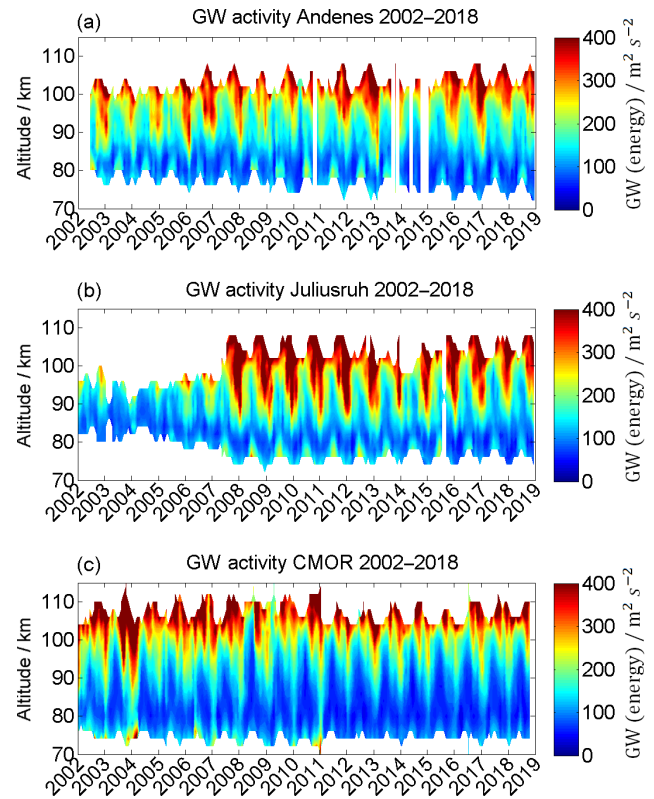 (a) GW activity Andenes 2002–2018
110
100
90
80
70
Altitude / km
2002 2003 2004 2005 2006 2007 2008 2009 2010 2011 2012 2013 2014 2015 2016 2017 2018 2019
400
300
200
100
0
GW (energy) / m² s⁻²
(b) GW activity Juliusruh 2002–2018
110
100
90
80
70
Altitude / km
2002 2003 2004 2005 2006 2007 2008 2009 2010 2011 2012 2013 2014 2015 2016 2017 2018 2019
400
300
200
100
0
GW (energy) / m² s⁻²
(c) GW activity CMOR 2002–2018
110
100
90
80
70
Altitude / km
2002 2003 2004 2005 2006 2007 2008 2009 2010 2011 2012 2013 2014 2015 2016 2017 2018 2019
400
300
200
100
0
GW (energy) / m² s⁻²